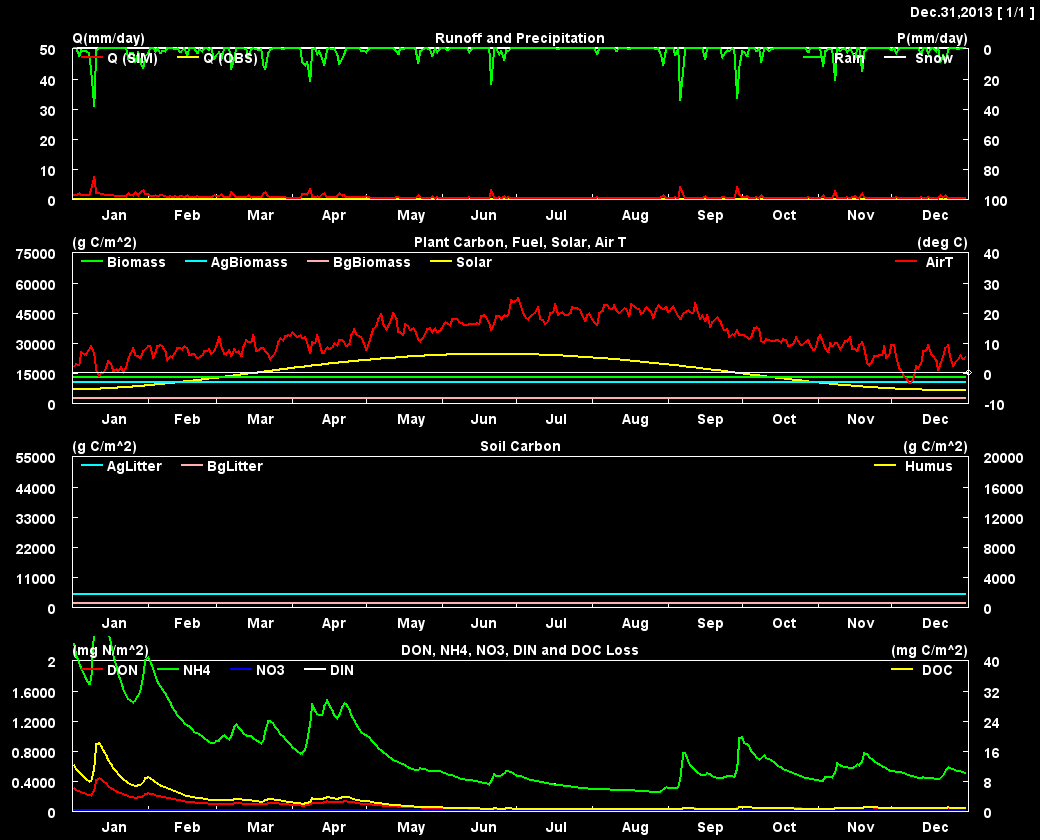 Dec.31,2013 [ 1/1 ]
Q(mm/day) Runoff and Precipitation P(mm/day)
50 0
Q (SIM) Q (OBS) Rain Snow
40 20
30 40
20 60
10 80
0 100
Jan Feb Mar Apr May Jun Jul Aug Sep Oct Nov Dec
(g C/m^2) Plant Carbon, Fuel, Solar, Air T (deg C)
75000 40
Biomass AgBiomass BgBiomass Solar AirT
60000 30
45000 20
30000 10
15000 0
0 -10
Jan Feb Mar Apr May Jun Jul Aug Sep Oct Nov Dec
(g C/m^2) Soil Carbon (g C/m^2)
55000 20000
AgLitter BgLitter Humus
44000 16000
33000 12000
22000 8000
11000 4000
0 0
Jan Feb Mar Apr May Jun Jul Aug Sep Oct Nov Dec
(mg N/m^2) DON, NH4, NO3, DIN and DOC Loss (mg C/m^2)
2 40
DON NH4 NO3 DIN DOC
1.6000 32
1.2000 24
0.8000 16
0.4000 8
0 0
Jan Feb Mar Apr May Jun Jul Aug Sep Oct Nov Dec